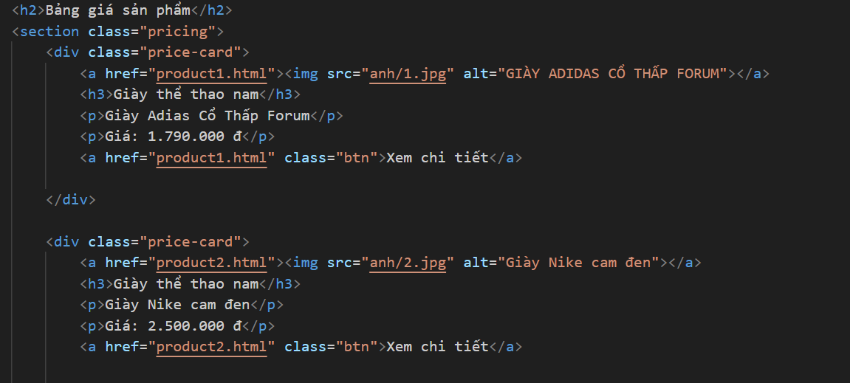 <h2>Bảng giá sản phẩm</h2>
<section class="pricing">
<div class="price-card">
<a href="product1.html"><img src="anh/1.jpg" alt="GIÀY ADIDAS CỔ THẤP FORUM"></a>
<h3>Giày thể thao nam</h3>
<p>Giày Adias Cổ Thấp Forum</p>
<p>Giá: 1.790.000 đ</p>
<a href="product1.html" class="btn">Xem chi tiết</a>
</div>
<div class="price-card">
<a href="product2.html"><img src="anh/2.jpg" alt="Giày Nike cam đen"></a>
<h3>Giày thể thao nam</h3>
<p>Giày Nike cam đen</p>
<p>Giá: 2.500.000 đ</p>
<a href="product2.html" class="btn">Xem chi tiết</a>